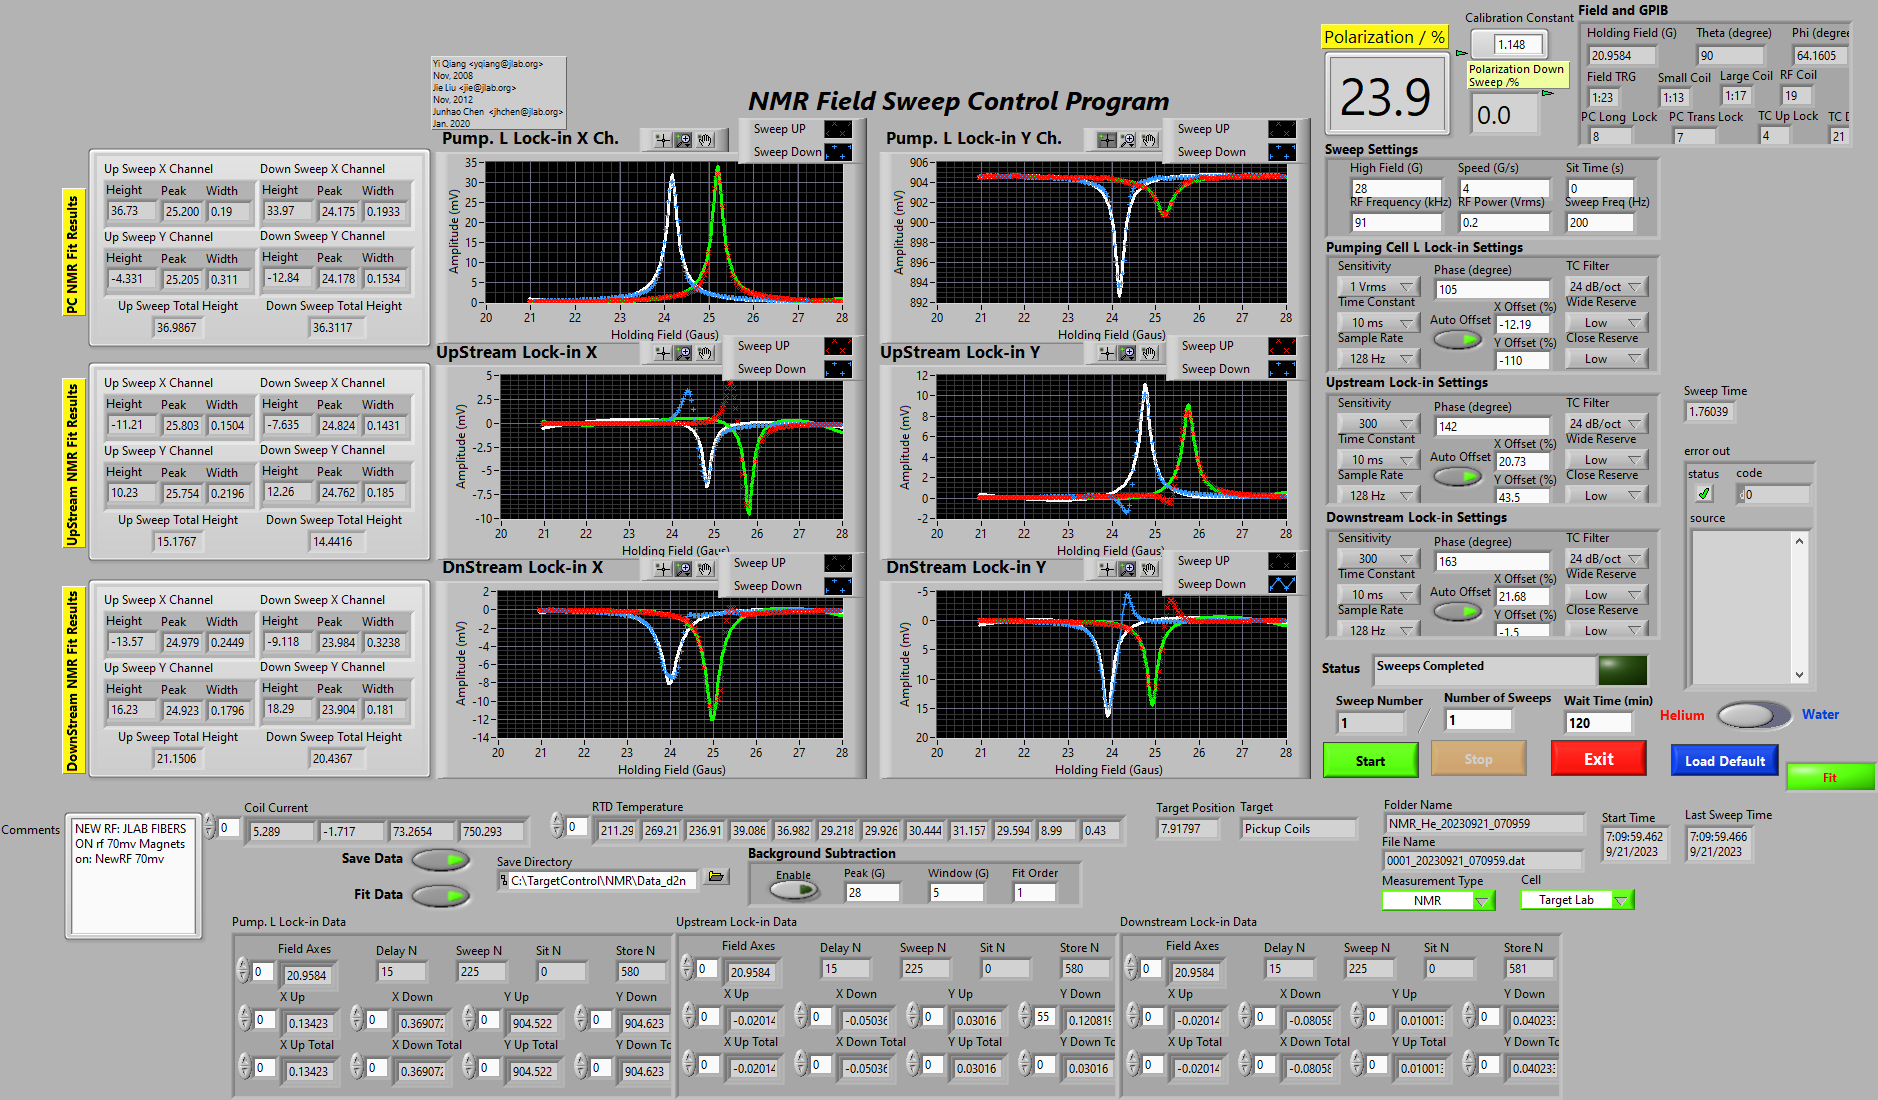 Yi Qiang <yqiang@jlab.org>
Nov, 2008
Jie Liu <jie@jlab.org>
Nov, 2012
Junhao Chen <jhchen@jlab.org>
Jan. 2020
NMR Field Sweep Control Program
Polarization / %
23.9
Calibration Constant
1.148
Polarization Down Sweep /%
0.0
Field and GPIB
Holding Field (G) Theta (degree) Phi (degree
20.9584 90 64.1605
Field TRG Small Coil Large Coil RF Coil
1:23 1:13 1:17 19
PC Long Lock PC Trans Lock TC Up Lock TC D
8 7 4 21
PC NMR Fit Results
Up Sweep X Channel Down Sweep X Channel
Height Peak Width Height Peak Width
36.73 25.200 0.19 33.97 24.175 0.1933
Up Sweep Y Channel Down Sweep Y Channel
Height Peak Width Height Peak Width
-4.331 25.205 0.311 -12.84 24.178 0.1534
Up Sweep Total Height Down Sweep Total Height
36.9867 36.3117
UpStream NMR Fit Results
Up Sweep X Channel Down Sweep X Channel
Height Peak Width Height Peak Width
-11.21 25.803 0.1504 -7.635 24.824 0.1431
Up Sweep Y Channel Down Sweep Y Channel
Height Peak Width Height Peak Width
10.23 25.754 0.2196 12.26 24.762 0.185
Up Sweep Total Height Down Sweep Total Height
15.1767 14.4416
DownStream NMR Fit Results
Up Sweep X Channel Down Sweep X Channel
Height Peak Width Height Peak Width
-13.57 24.979 0.2449 -9.118 23.984 0.3238
Up Sweep Y Channel Down Sweep Y Channel
Height Peak Width Height Peak Width
16.23 24.923 0.1796 18.29 23.904 0.181
Up Sweep Total Height Down Sweep Total Height
21.1506 20.4367
Pump. L Lock-in X Ch.
Sweep UP
Sweep Down
Amplitude (mV)
35
30
25
20
15
10
5
0
20 21 22 23 24 25 26 27 28
Holding Field (Gaus)
Pump. L Lock-in Y Ch.
Sweep UP
Sweep Down
Amplitude (mV)
906
904
902
900
898
896
894
892
20 21 22 23 24 25 26 27 28
Holding Field (Gaus)
UpStream Lock-in X
Sweep UP
Sweep Down
Amplitude (mV)
5
2.5
-0
-2.5
-5
-7.5
-10
20 21 22 23 24 25 26 27 28
Holding Field (Gaus)
UpStream Lock-in Y
Sweep UP
Sweep Down
Amplitude (mV)
12
10
8
6
4
2
0
-2
20 21 22 23 24 25 26 27 28
Holding Field (Gaus)
DnStream Lock-in X
Sweep UP
Sweep Down
Amplitude (mV)
2
0
-2
-4
-6
-8
-10
-12
-14
20 21 22 23 24 25 26 27 28
Holding Field (Gaus)
DnStream Lock-in Y
Sweep UP
Sweep Down
Amplitude (mV)
-5
0
5
10
15
20
20 21 22 23 24 25 26 27 28
Holding Field (Gaus)
Sweep Settings
High Field (G) Speed (G/s) Sit Time (s)
28 4 0
RF Frequency (kHz) RF Power (Vrms) Sweep Freq (Hz)
91 0.2 200
Pumping Cell L Lock-in Settings
Sensitivity Phase (degree) TC Filter
1 Vrms 105 24 dB/oct
Time Constant X Offset (%) Wide Reserve
10 ms Auto Offset -12.19 Low
Sample Rate Y Offset (%) Close Reserve
128 Hz -110 Low
Upstream Lock-in Settings
Sensitivity Phase (degree) TC Filter
300 142 24 dB/oct
Time Constant X Offset (%) Wide Reserve
10 ms Auto Offset 20.73 Low
Sample Rate Y Offset (%) Close Reserve
128 Hz 43.5 Low
Downstream Lock-in Settings
Sensitivity Phase (degree) TC Filter
300 163 24 dB/oct
Time Constant X Offset (%) Wide Reserve
10 ms Auto Offset 21.68 Low
Sample Rate Y Offset (%) Close Reserve
128 Hz -1.5 Low
Sweep Time
1.76039
error out
status code
0
source
Status Sweeps Completed
Sweep Number Number of Sweeps Wait Time (min)
1 / 1 120
Helium Water
Start Stop Exit Load Default Fit
Comments
NEW RF: JLAB FIBERS
ON rf 70mv Magnets
on: NewRF 70mv
Coil Current
0 5.289 -1.717 73.2654 750.293
RTD Temperature
0 211.29 269.21 236.91 39.086 36.982 29.218 29.926 30.444 31.157 29.594 8.99 0.43
Target Position Target
7.91797 Pickup Coils
Save Data
Fit Data
Save Directory
C:\TargetControl\NMR\Data_d2n
Background Subtraction
Enable Peak (G) Window (G) Fit Order
28 5 1
Folder Name
NMR_He_20230921_070959
File Name
0001_20230921_070959.dat
Measurement Type Cell
NMR Target Lab
Start Time Last Sweep Time
7:09:59.462 7:09:59.466
9/21/2023 9/21/2023
Pump. L Lock-in Data
Field Axes Delay N Sweep N Sit N Store N
0 20.9584 15 225 0 580
X Up X Down Y Up Y Down
0 0.13423 0 0.369072 0 904.522 0 904.623
X Up Total X Down Total Y Up Total Y Down Tc
0 0.13423 0 0.369072 0 904.522 0 904.623
Upstream Lock-in Data
Field Axes Delay N Sweep N Sit N Store N
0 20.9584 15 225 0 580
X Up X Down Y Up Y Down
0 -0.02014 0 -0.05036 0 0.03016 55 0.120819
X Up Total X Down Total Y Up Total Y Down Tc
0 -0.02014 0 -0.05036 0 0.03016 0 0.03016
Downstream Lock-in Data
Field Axes Delay N Sweep N Sit N Store N
0 20.9584 15 225 0 581
X Up X Down Y Up Y Down
0 -0.02014 0 -0.08058 0 0.010013 0 0.040233
X Up Total X Down Total Y Up Total Y Down Tc
0 -0.02014 0 -0.08058 0 0.010013 0 0.040233